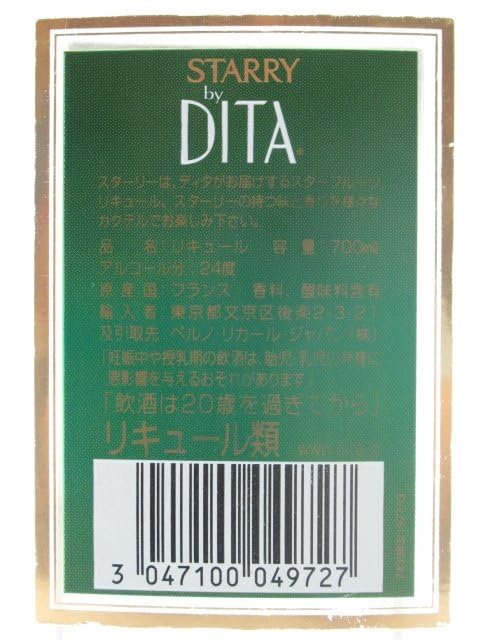 STARRY
by
DITA®
スターリーは、ディタがお届けするスターフルーツ
リキュール。スターリーの持つ味と香りを様々な
カクテルでお楽しみ下さい。
品 名:リキュール 容 量 700mℓ
アルコール分:24度
原産国:フランス 香料、酸味料含有
輸入者 東京都文京区後楽2-3-21
及引取先 ペルノ・リカール・ジャパン(株)
「妊娠中や授乳期の飲酒は、胎児・乳児の発育に
悪影響を与えるおそれがあります」
「飲酒は20歳を過ぎてから」
リキュール類
3 047100 049727